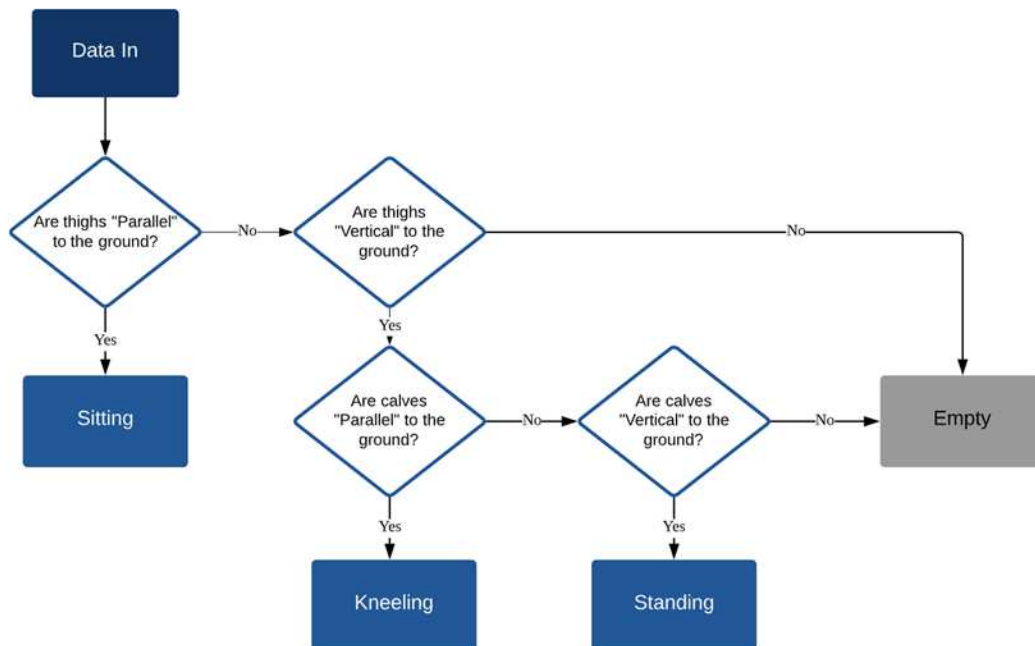 Data In
Are thighs "Parallel"
to the ground?
No
Are thighs
"Vertical" to the
ground?
No
Yes
Yes
Sitting
Are calves
"Parallel" to the
ground?
No
Are calves
"Vertical" to the
ground?
No
Empty
Yes
Yes
Kneeling
Standing